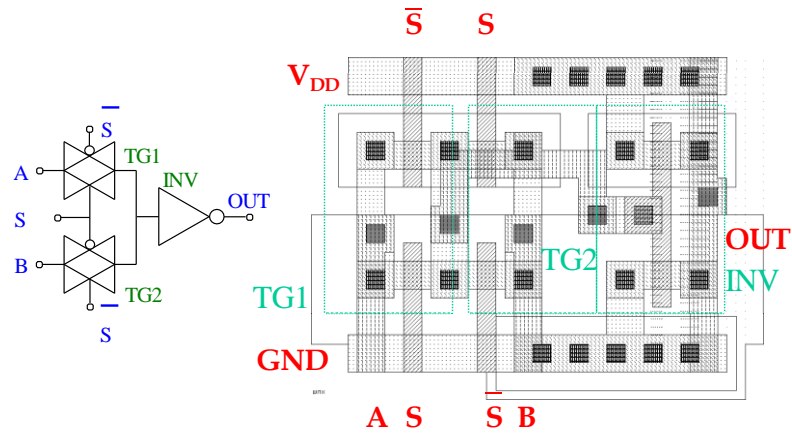 S̅ S
V_DD
S̅
TG1
A
INV
OUT
S
B
TG2
S̅
TG1
TG2
OUT
INV
GND
A S S̅ B